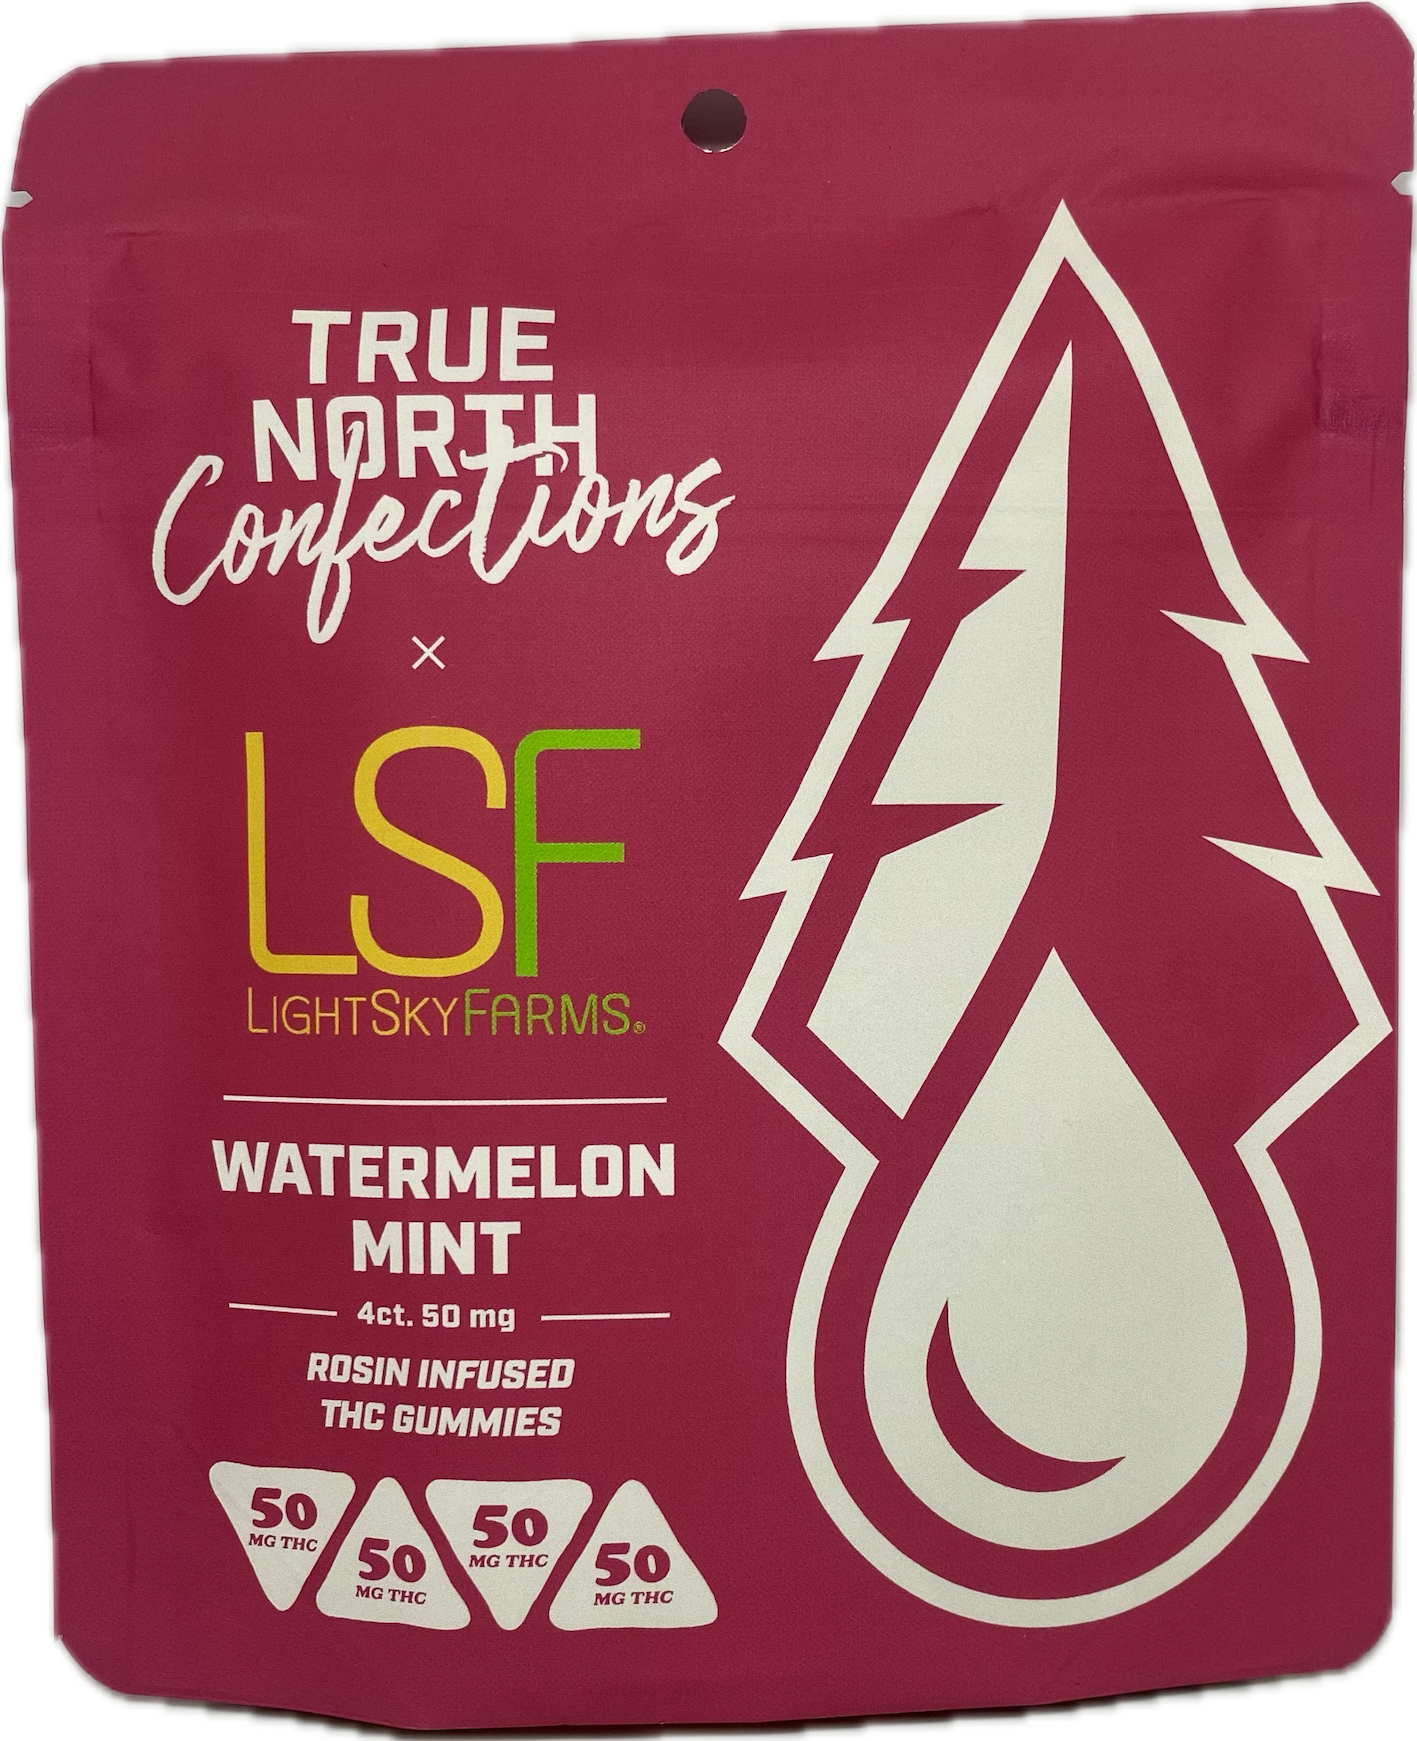 TRUE
NORTH
Confections
×
LSF
LIGHTSKYFARMS®
WATERMELON
MINT
4ct. 50 mg
ROSIN INFUSED
THC GUMMIES
50
MG THC
50
MG THC
50
MG THC
50
MG THC